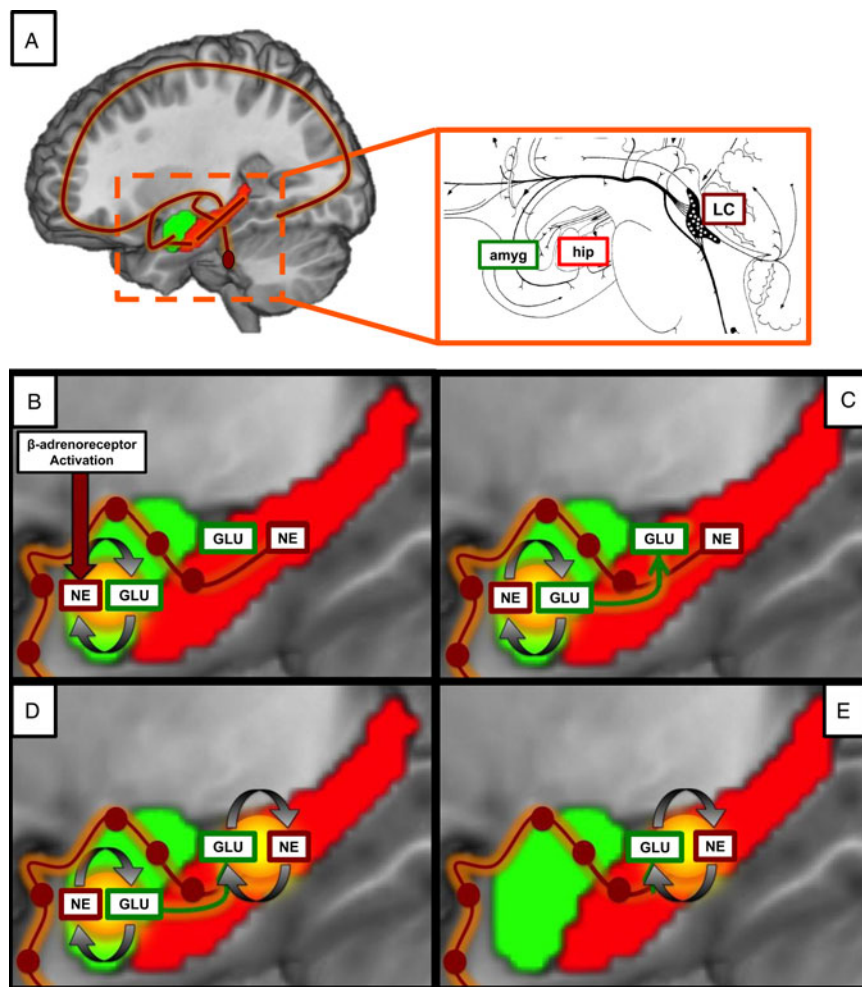 A
LC
amyg
hip
B
β-adrenoreceptor
Activation
GLU
NE
NE
GLU
C
GLU
NE
NE
GLU
D
GLU
NE
NE
GLU
E
GLU
NE